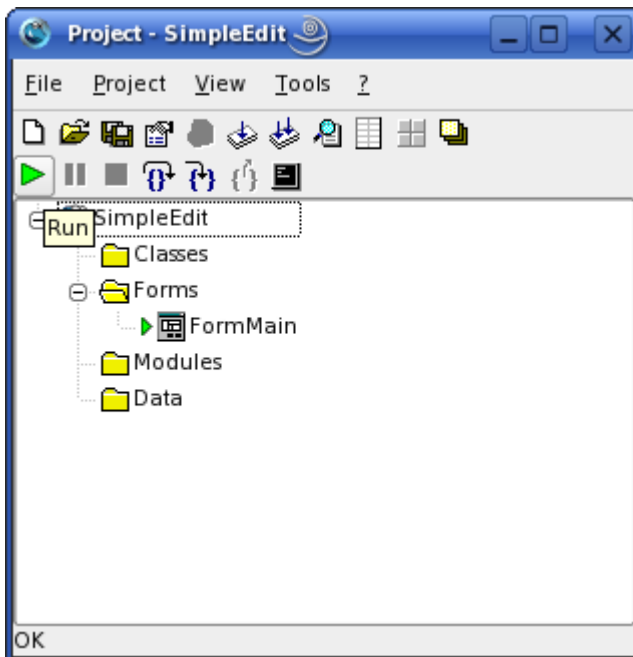 Project - SimpleEdit
File Project View Tools ?
SimpleEdit
Run
Classes
Forms
FormMain
Modules
Data
OK